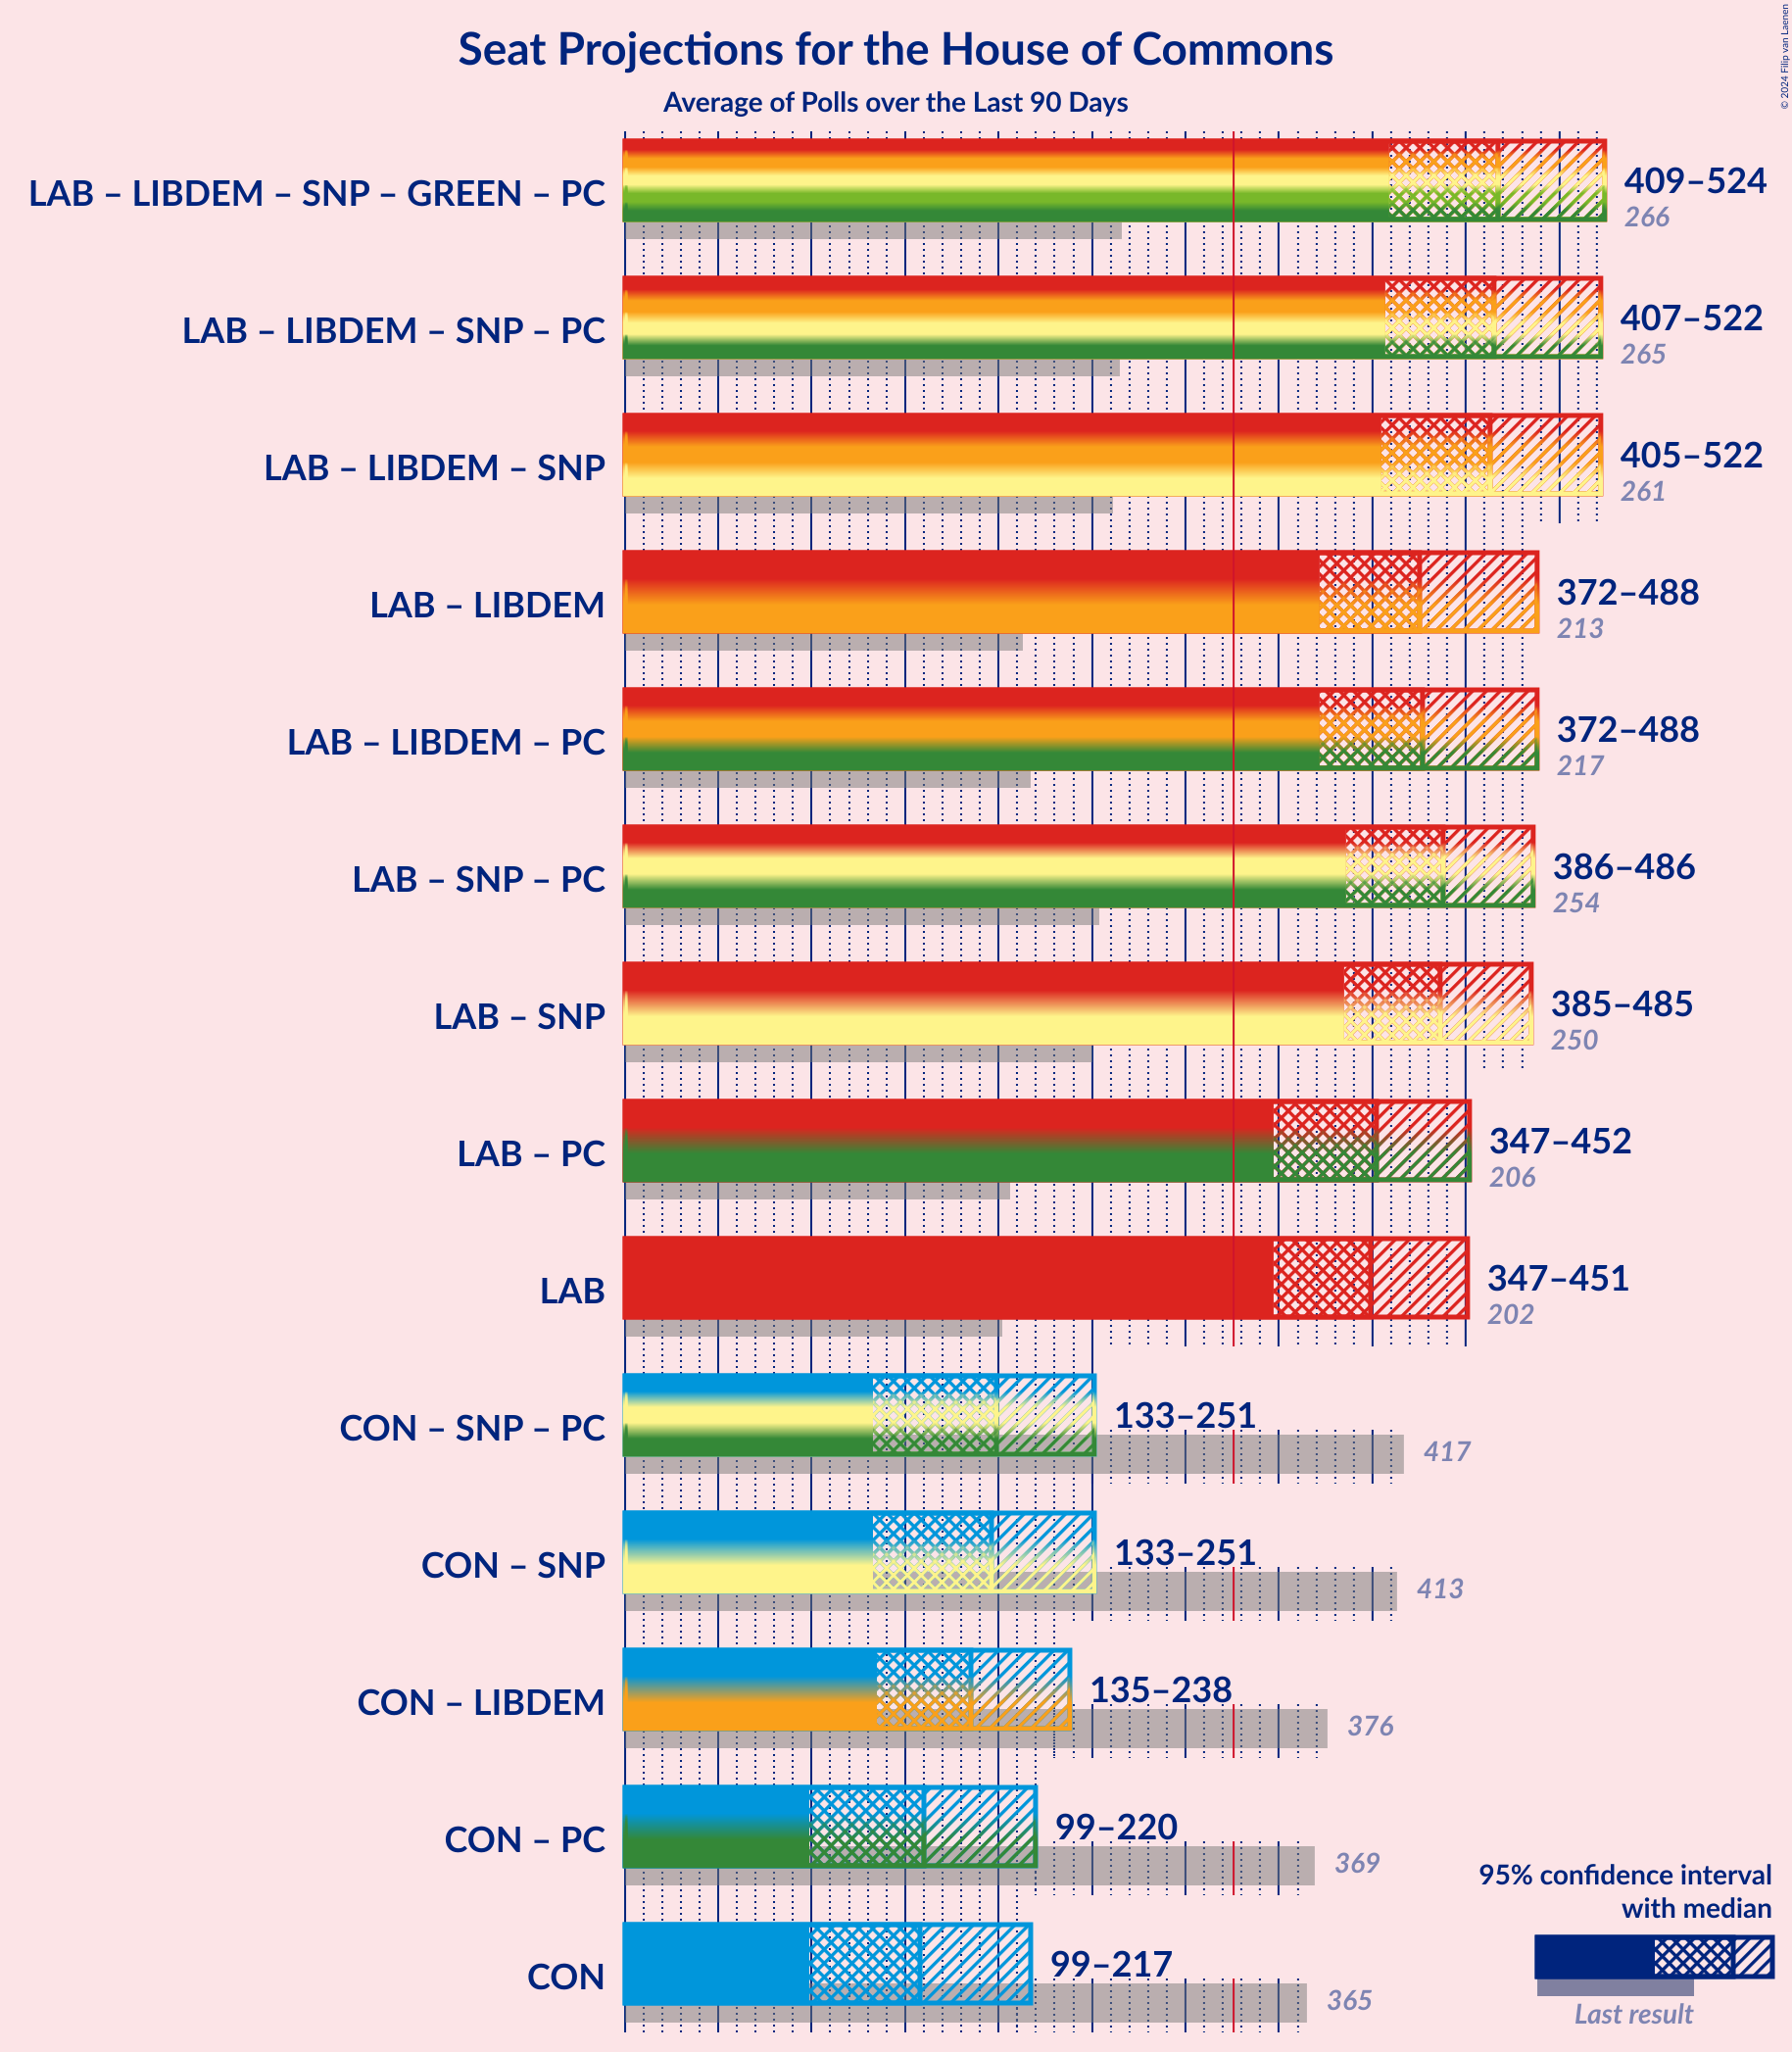 Seat Projections for the House of Commons
Average of Polls over the Last 90 Days
© 2024 Filip van Laenen
LAB – LIBDEM – SNP – GREEN – PC
409–524
266
LAB – LIBDEM – SNP – PC
407–522
265
LAB – LIBDEM – SNP
405–522
261
LAB – LIBDEM
372–488
213
LAB – LIBDEM – PC
372–488
217
LAB – SNP – PC
386–486
254
LAB – SNP
385–485
250
LAB – PC
347–452
206
LAB
347–451
202
CON – SNP – PC
133–251
417
CON – SNP
133–251
413
CON – LIBDEM
135–238
376
CON – PC
99–220
369
CON
99–217
365
95% confidence interval
with median
Last result